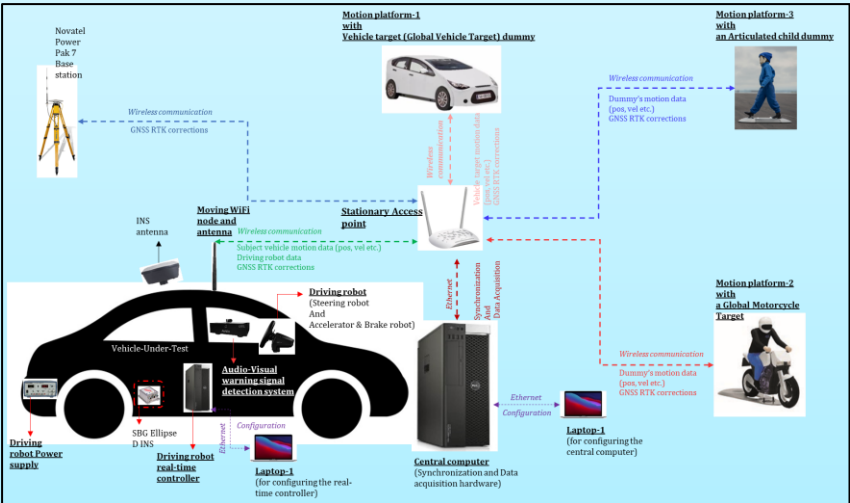 Novatel
Power
Pak 7
Base
station
Motion platform-1
with
Vehicle target (Global Vehicle Target) dummy
Motion platform-3
with
an Articulated child dummy
Wireless communication
GNSS RTK corrections
Wireless
communication
Vehicle target motion data
(pos, vel etc.)
GNSS RTK corrections
Wireless communication
Dummy's motion data
(pos, vel etc.)
GNSS RTK corrections
INS
antenna
Moving WiFi
node and
antenna
Stationary Access
point
Wireless communication
Subject vehicle motion data (pos, vel etc.)
Driving robot data
GNSS RTK corrections
Motion platform-2
with
a Global Motorcycle
Target
Ethernet
Synchronization
And
Data Acquisition
Driving robot
(Steering robot
And
Accelerator & Brake robot)
Vehicle-Under-Test
Audio-Visual
warning signal
detection system
Wireless communication
Dummy's motion data
(pos, vel etc.)
GNSS RTK corrections
Ethernet
Configuration
Driving
robot Power
supply
SBG Ellipse
D INS
Driving robot
real-time
controller
Ethernet
Configuration
Laptop-1
(for configuring the real-
time controller)
Central computer
(Synchronization and Data
acquisition hardware)
Laptop-1
(for configuring the
central computer)